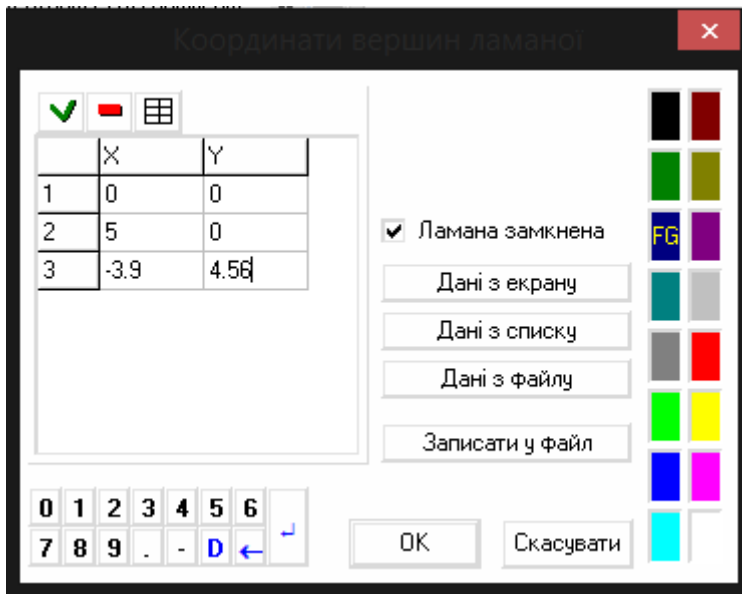 Координати вершин ламаної
X Y
1 0 0
2 5 0
3 -3.9 4.56
Ламана замкнена
FG
Дані з екрану
Дані з списку
Дані з файлу
Записати у файл
0 1 2 3 4 5 6
7 8 9 . - D ←
OK Скасувати